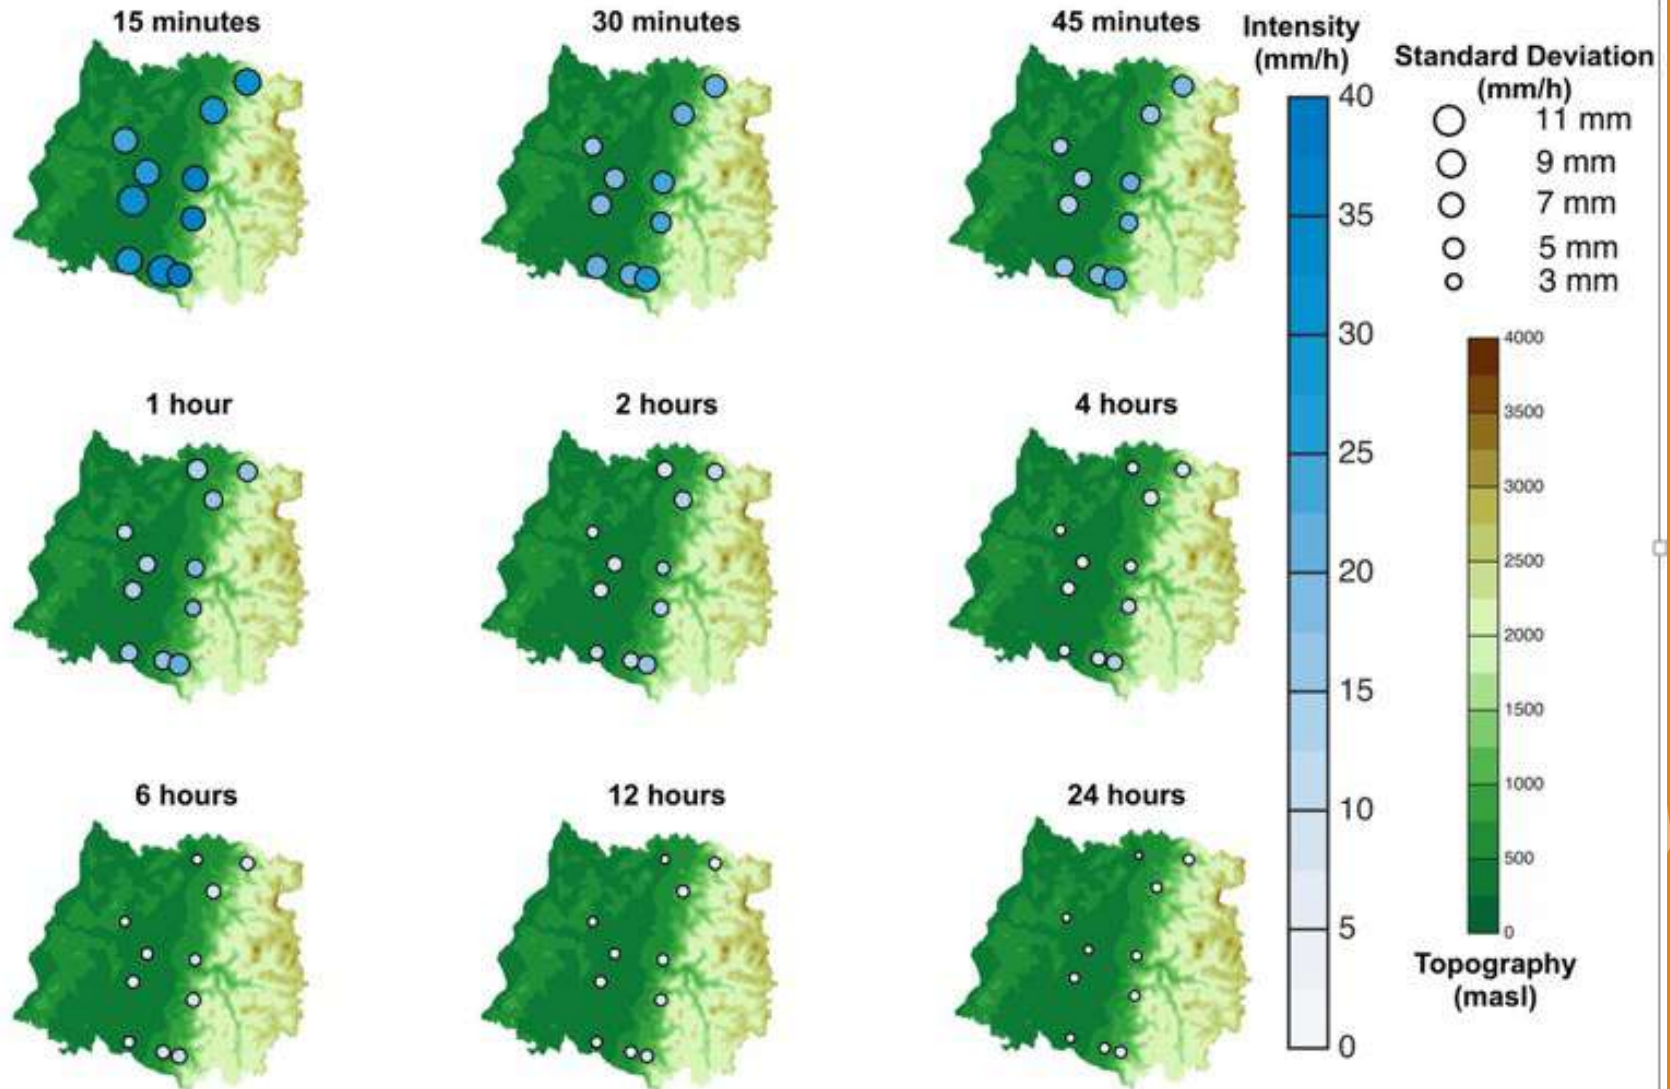 15 minutes
30 minutes
45 minutes
Intensity
(mm/h)
Standard Deviation
(mm/h)
11 mm
9 mm
7 mm
5 mm
3 mm
40
35
30
25
20
15
10
5
0
4000
3500
3000
2500
2000
1500
1000
500
0
Topography
(masl)
1 hour
2 hours
4 hours
6 hours
12 hours
24 hours